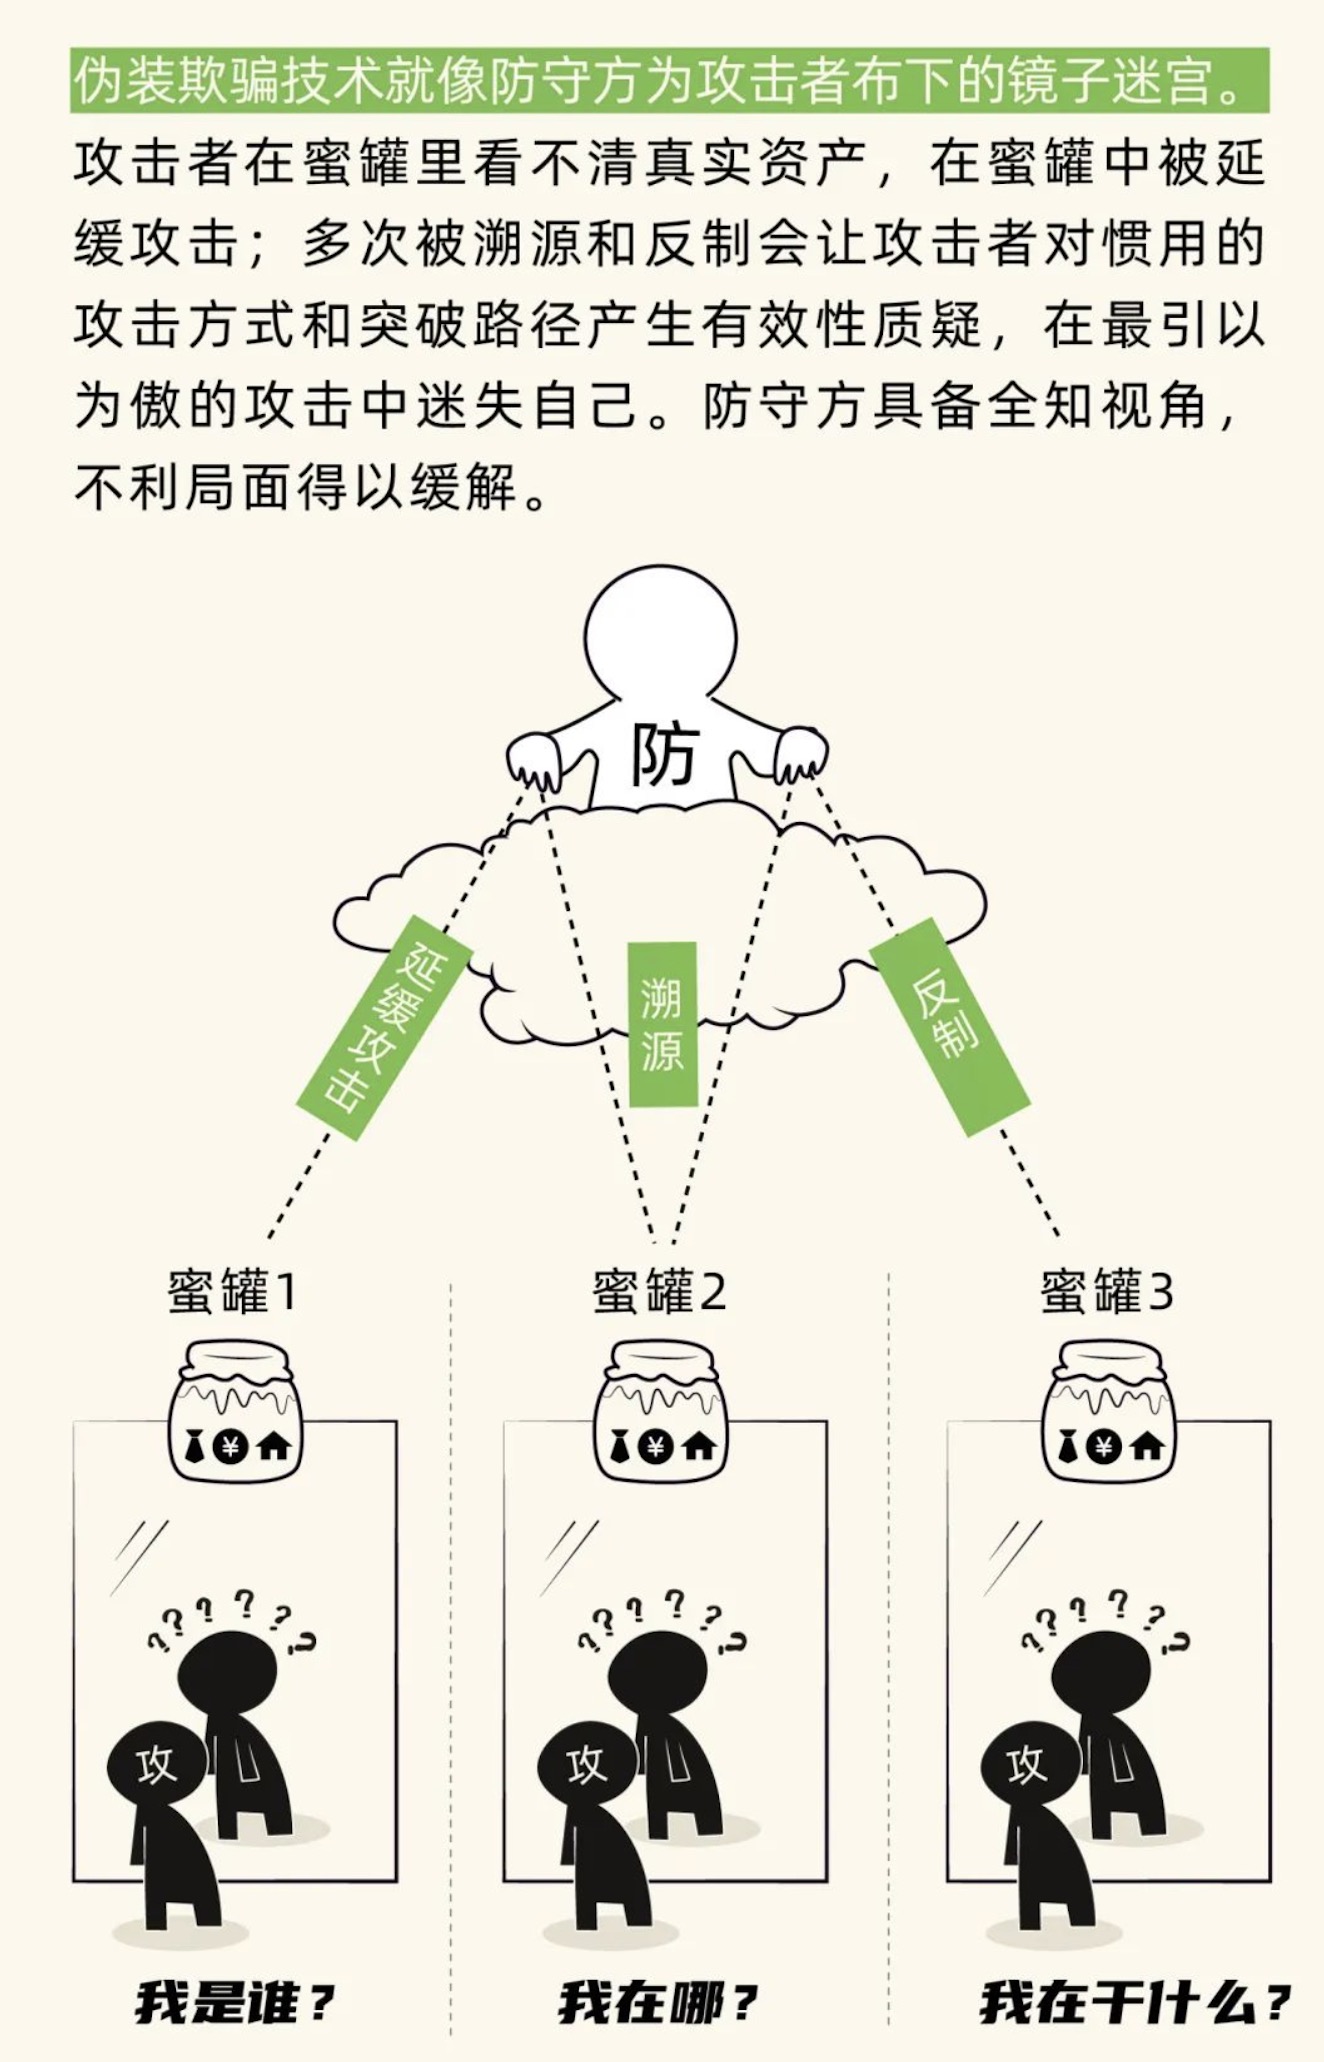 伪装欺骗技术就像防守方为攻击者布下的镜子迷宫。
攻击者在蜜罐里看不清真实资产，在蜜罐中被延
缓攻击；多次被溯源和反制会让攻击者对惯用的
攻击方式和突破路径产生有效性质疑，在最引以
为傲的攻击中迷失自己。防守方具备全知视角，
不利局面得以缓解。
防
延缓攻击
溯源
反制
蜜罐1
蜜罐2
蜜罐3
¥
¥
¥
? ? ? ? ? ?
? ? ? ? ? ?
? ? ? ? ? ?
攻
攻
攻
我是谁？
我在哪？
我在干什么？